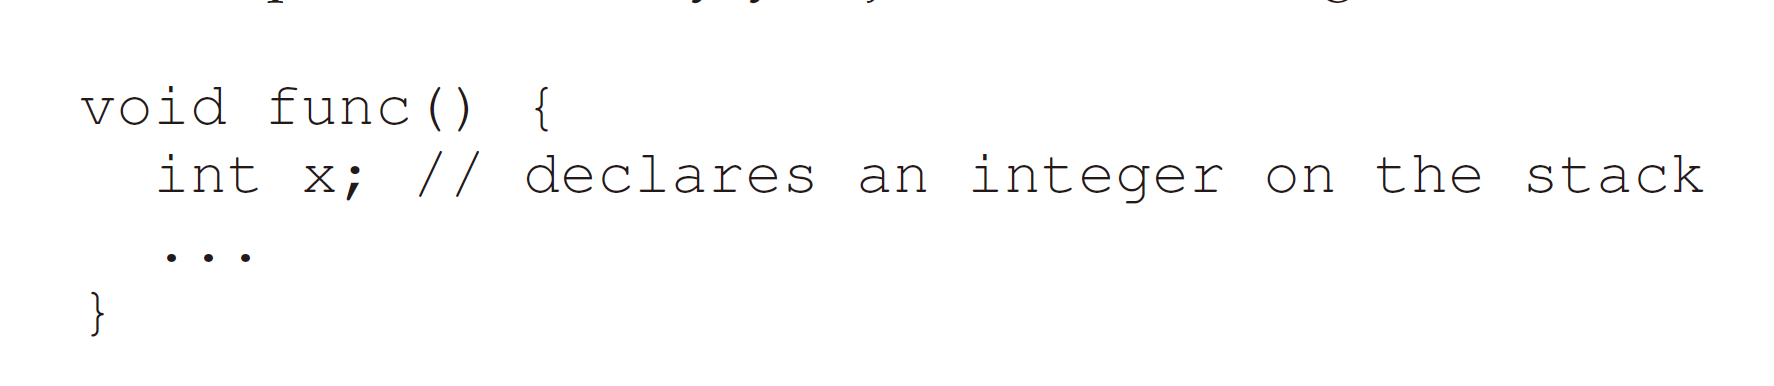 void func() {
int x; // declares an integer on the stack
...
}